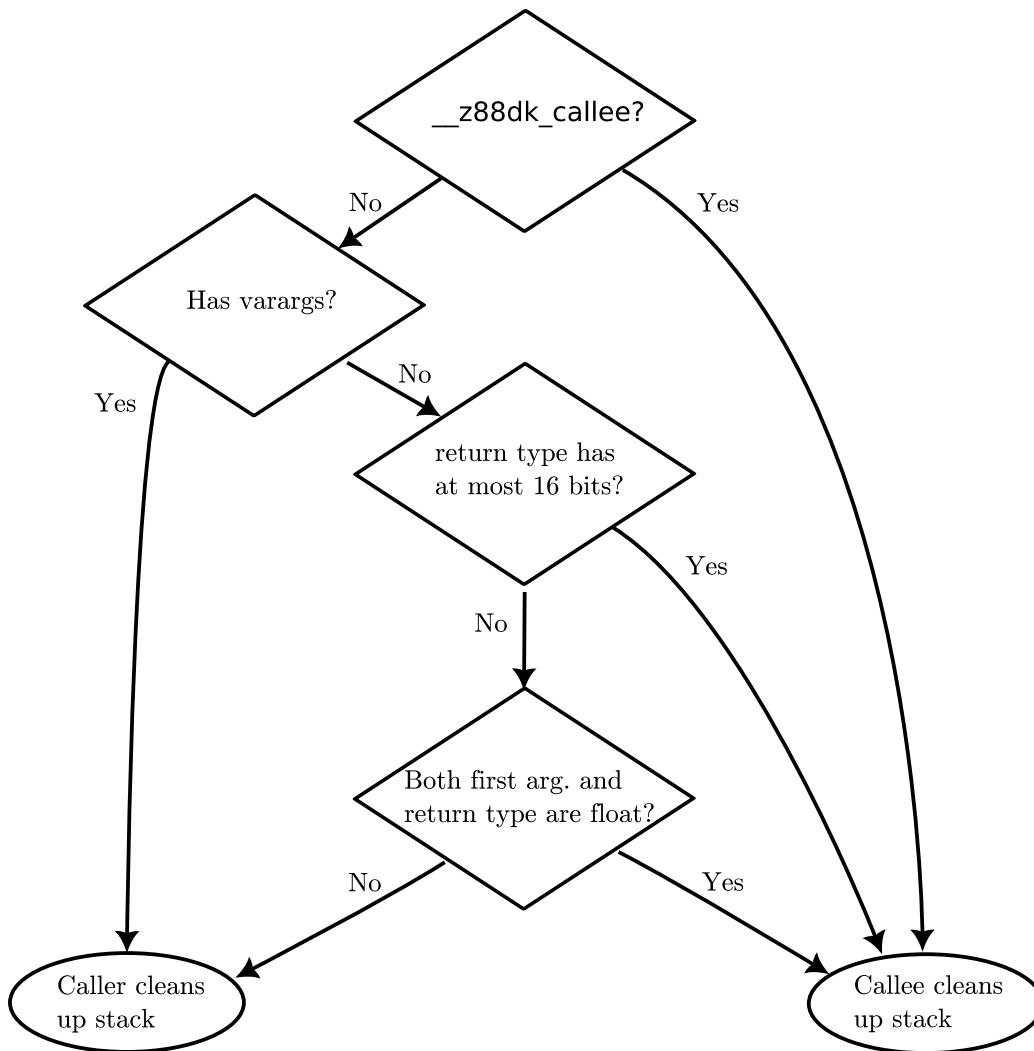 __z88dk_callee?
No
Yes
Has varargs?
No
Yes
return type has
at most 16 bits?
Yes
No
Both first arg. and
return type are float?
No
Yes
Caller cleans
up stack
Callee cleans
up stack